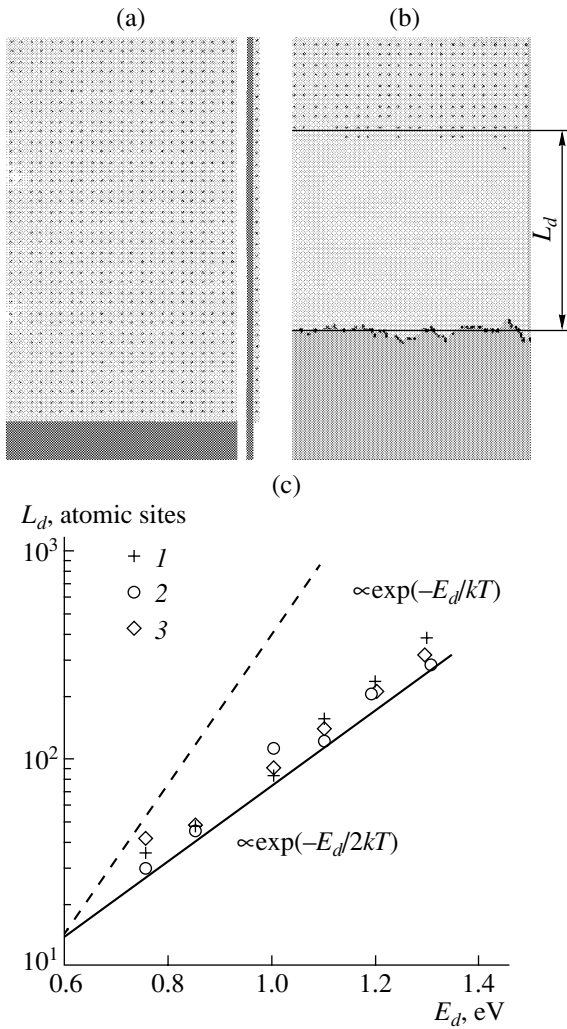 (a)
(b)
L_d
(c)
L_d, atomic sites
10^3
10^2
10^1
1
2
3
∝exp(–E_d/kT)
∝exp(–E_d/2kT)
0.6 0.8 1.0 1.2 1.4
E_d, eV